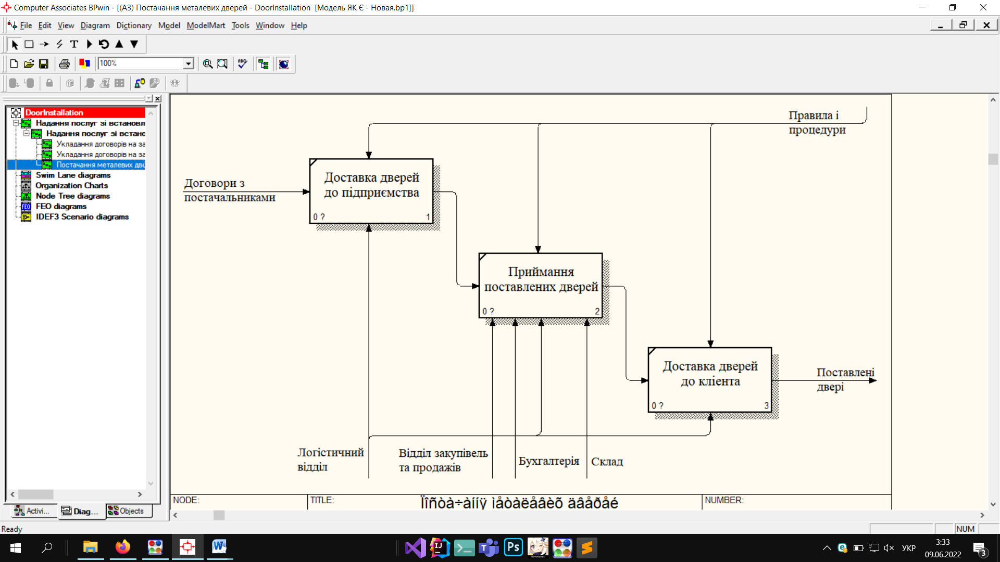 Computer Associates BPwin - [(A3) Постачання металевих дверей - DoorInstallation  [Модель ЯК Є - Новая.bp1]]
File Edit View Diagram Dictionary Model ModelMart Tools Window Help
100%
DoorInstallation
Надання послуг зі встановл
Надання послуг зі встано
Укладання договорів на за
Укладання договорів на за
Постачання металевих две
Swim Lane diagrams
Organization Charts
Node Tree diagrams
FEO diagrams
IDEF3 Scenario diagrams
Activi...
Diag...
Objects
Правила і
процедури
Договори з
постачальниками
Доставка дверей
до підприємства
0 ? 1
Приймання
поставлених дверей
0 ? 2
Доставка дверей
до клієнта
0 ? 3
Поставлені
двері
Логістичний
відділ
Відділ закупівель
та продажів
Бухгалтерія
Склад
NODE:
TITLE:
Ïîñòà÷àííÿ ìåòàëåâèõ äâåðåé
NUMBER:
Ready
NUM
УКР
3:33
09.06.2022
3